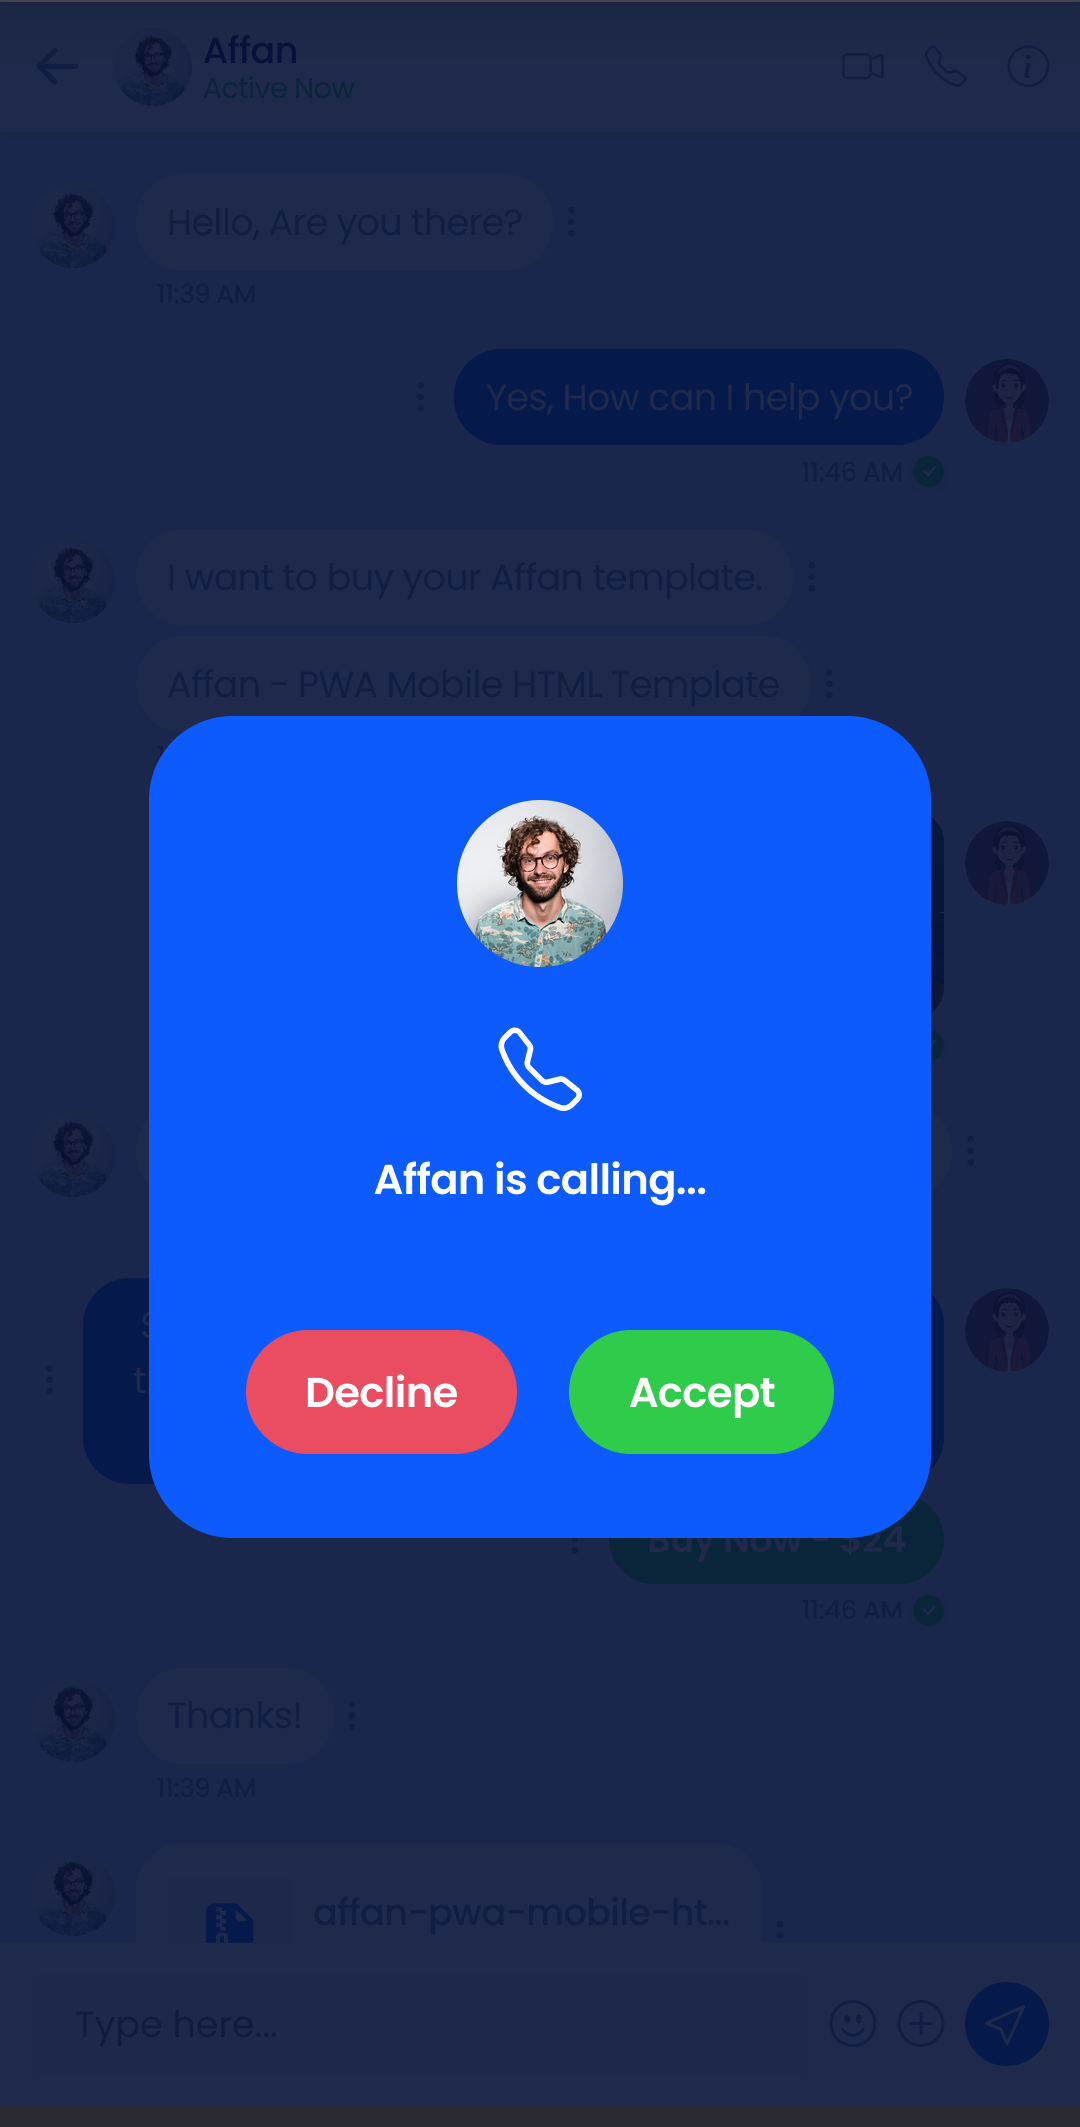 Affan
Active Now
Hello, Are you there?
11:39 AM
Yes, How can I help you?
11:46 AM
I want to buy your Affan template.
Affan - PWA Mobile HTML Template
Affan is calling...
Decline
Accept
Buy Now - $24
11:46 AM
Thanks!
11:39 AM
affan-pwa-mobile-ht...
Type here...